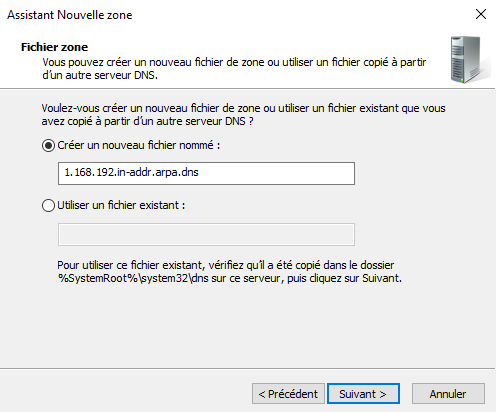 Assistant Nouvelle zone
Fichier zone
Vous pouvez créer un nouveau fichier de zone ou utiliser un fichier copié à partir
d'un autre serveur DNS.
Voulez-vous créer un nouveau fichier de zone ou utiliser un fichier existant que vous
avez copié à partir d'un autre serveur DNS ?
Créer un nouveau fichier nommé :
1.168.192.in-addr.arpa.dns
Utiliser un fichier existant :
Pour utiliser ce fichier existant, vérifiez qu'il a été copié dans le dossier
%SystemRoot%\system32\dns sur ce serveur, puis cliquez sur Suivant.
< Précédent
Suivant >
Annuler